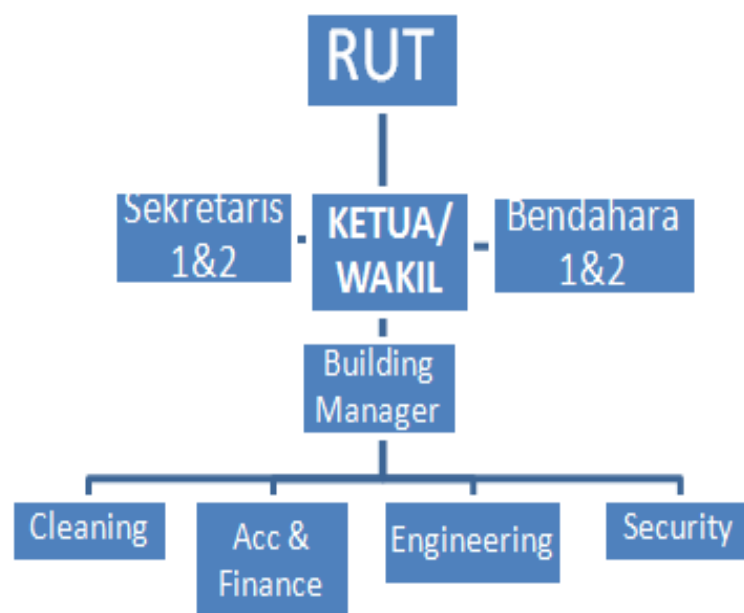 RUT
Sekretaris
1&2
KETUA/
WAKIL
Bendahara
1&2
Building
Manager
Cleaning
Acc &
Finance
Engineering
Security